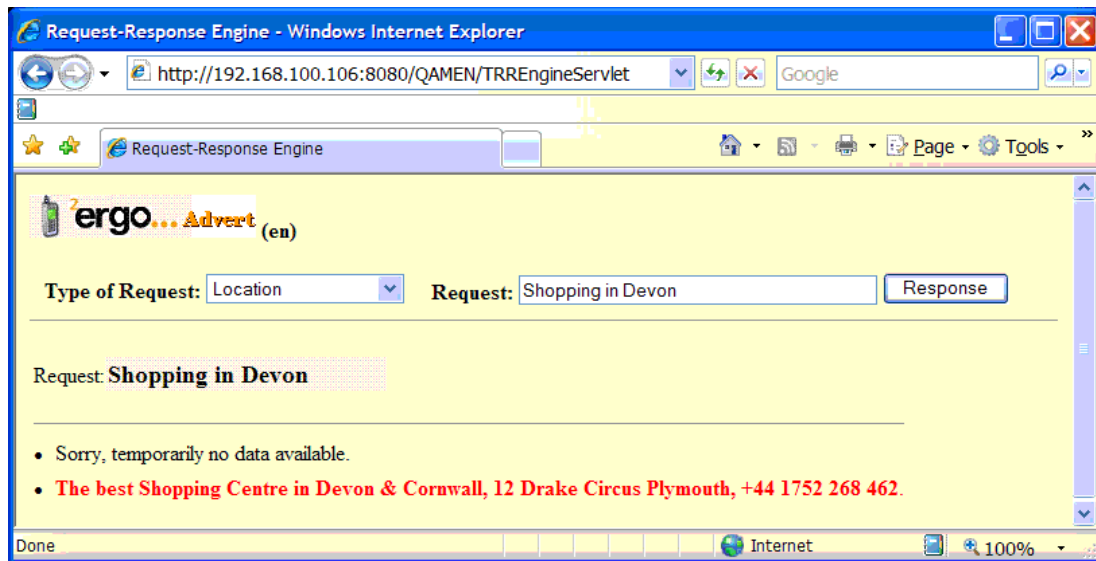 Request-Response Engine - Windows Internet Explorer
http://192.168.100.106:8080/QAMEN/TRREngineServlet Google
Request-Response Engine Page Tools »
2ergo... Advert (en)
Type of Request: Location Request: Shopping in Devon Response
Request: Shopping in Devon
• Sorry, temporarily no data available.
• The best Shopping Centre in Devon & Cornwall, 12 Drake Circus Plymouth, +44 1752 268 462.
Done Internet 100%